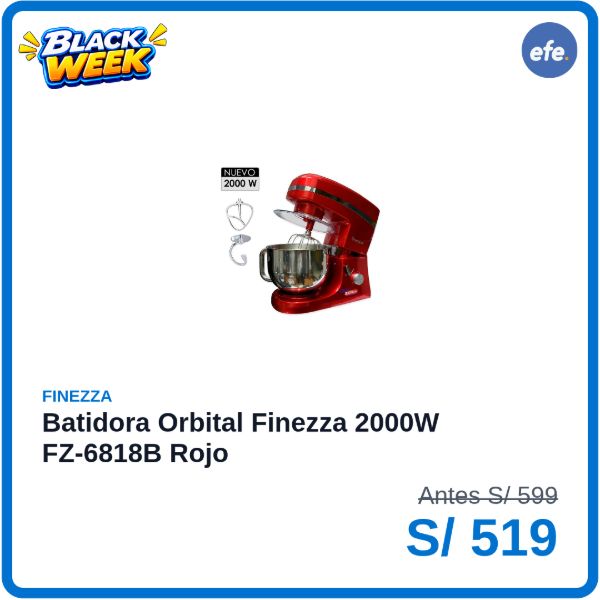 BLACK
WEEK
efe.
NUEVO
2000 W
FINEZZA
Batidora Orbital Finezza 2000W
FZ-6818B Rojo
Antes S/ 599
S/ 519